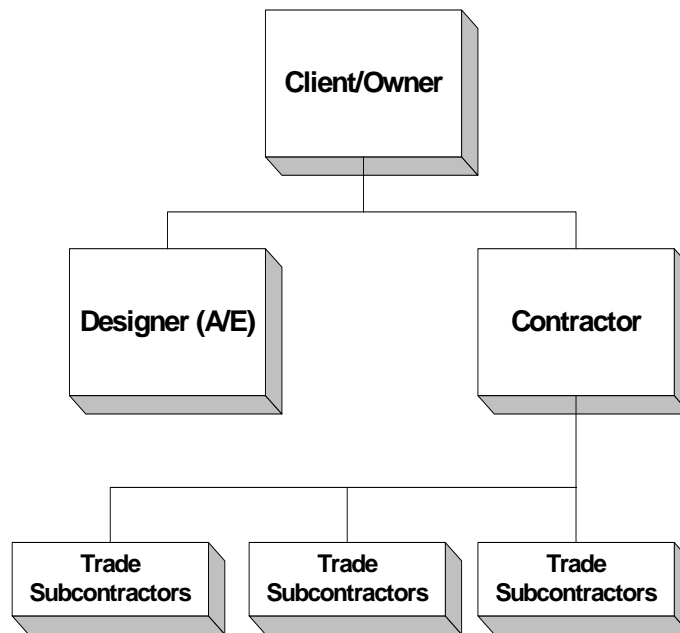 Client/Owner
Designer (A/E)
Contractor
Trade
Subcontractors
Trade
Subcontractors
Trade
Subcontractors